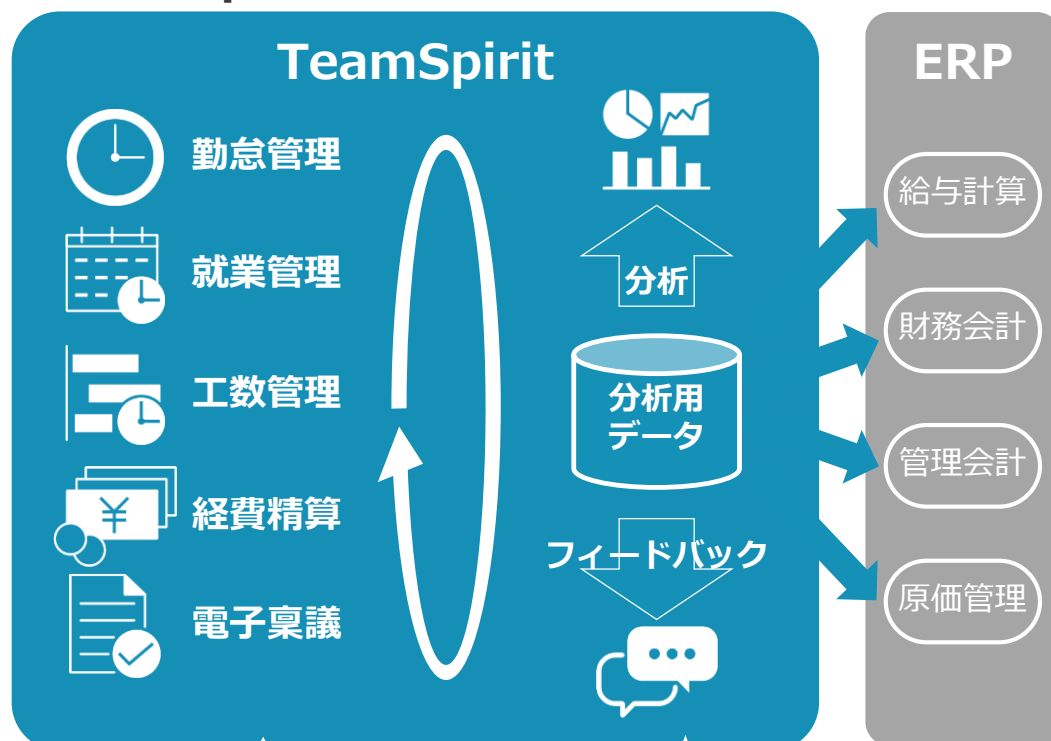 TeamSpirit
勤怠管理
就業管理
工数管理
経費精算
電子稟議
分析
分析用
データ
フィードバック
ERP
給与計算
財務会計
管理会計
原価管理